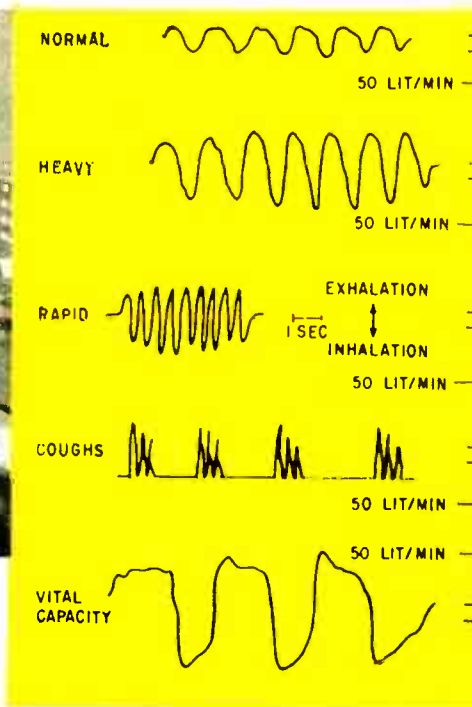 NORMAL
50 LIT/MIN
HEAVY
50 LIT/MIN
EXHALATION
RAPID
1 SEC
INHALATION
50 LIT/MIN
COUGHS
50 LIT/MIN
50 LIT/MIN
VITAL
CAPACITY